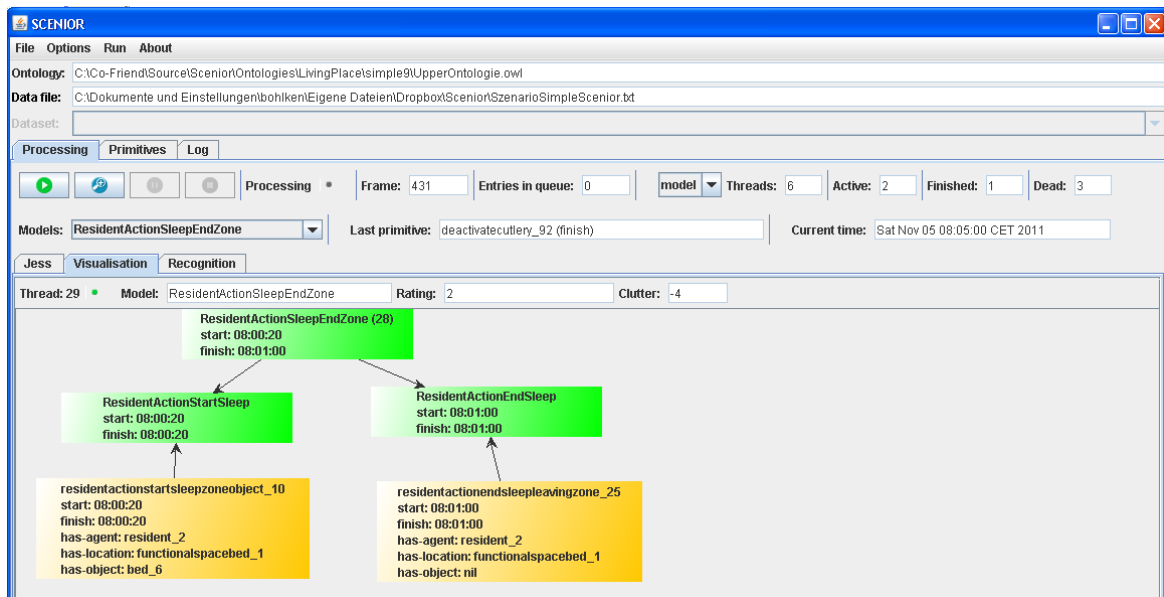 SCENIOR
File Options Run About
Ontology: C:\Co-Friend\Source\Scenior\Ontologies\LivingPlace\simple9\UpperOntologie.owl
Data file: C:\Dokumente und Einstellungen\bohlken\Eigene Dateien\Dropbox\Scenior\SzenarioSimpleScenior.txt
Dataset:
Processing Primitives Log
Processing Frame: 431 Entries in queue: 0 model Threads: 6 Active: 2 Finished: 1 Dead: 3
Models: ResidentActionSleepEndZone Last primitive: deactivatecutlery_92 (finish) Current time: Sat Nov 05 08:05:00 CET 2011
Jess Visualisation Recognition
Thread: 29 Model: ResidentActionSleepEndZone Rating: 2 Clutter: -4
ResidentActionSleepEndZone (28)
start: 08:00:20
finish: 08:01:00
ResidentActionStartSleep
start: 08:00:20
finish: 08:00:20
ResidentActionEndSleep
start: 08:01:00
finish: 08:01:00
residentactionstartsleepzoneobject_10
start: 08:00:20
finish: 08:00:20
has-agent: resident_2
has-location: functionalspacebed_1
has-object: bed_6
residentactionendsleepleavingzone_25
start: 08:01:00
finish: 08:01:00
has-agent: resident_2
has-location: functionalspacebed_1
has-object: nil